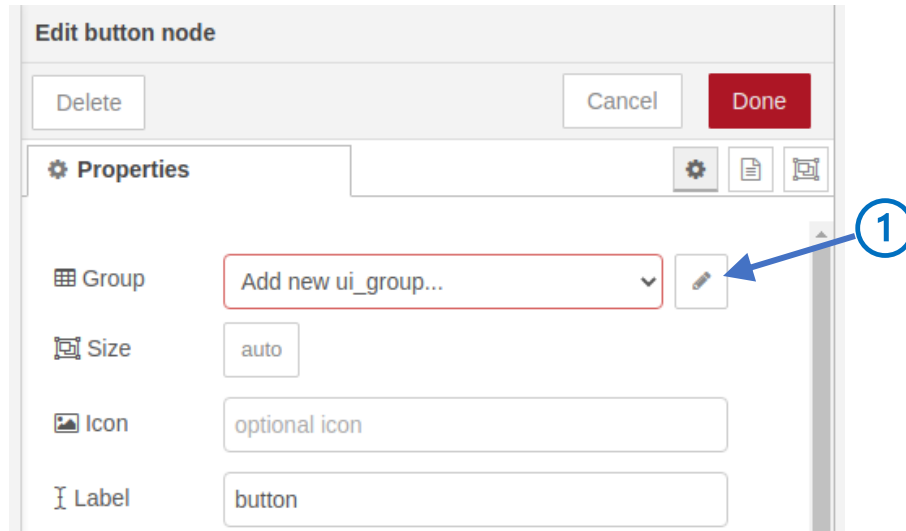 Edit button node
Delete Cancel Done
Properties
1
Group Add new ui_group...
Size auto
Icon optional icon
Label button